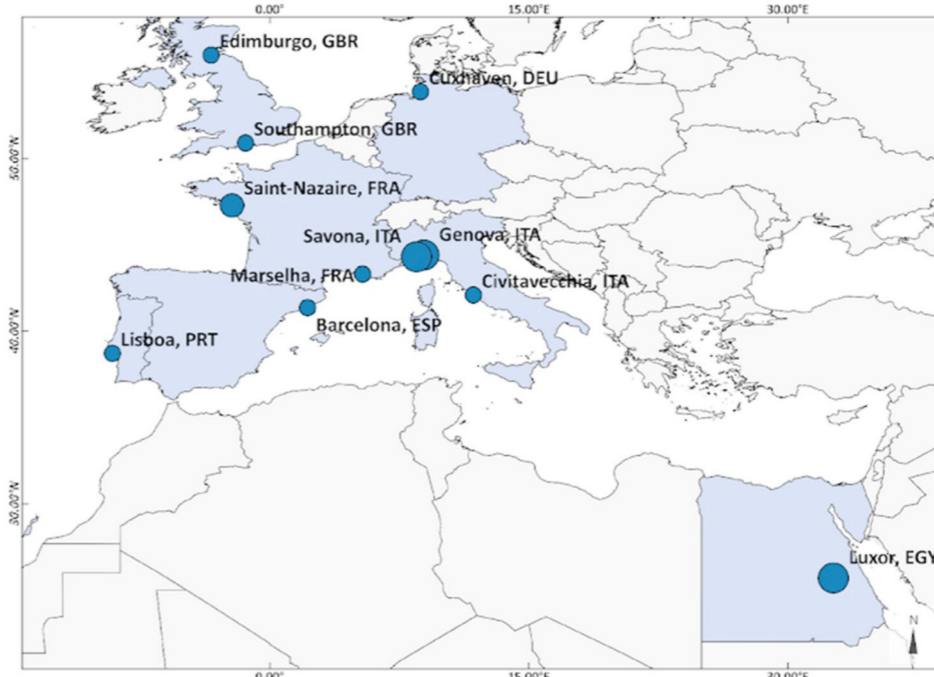 0.00°
15.00°E
30.00°E
Edimburgo, GBR
Cuxhaven, DEU
Southampton, GBR
50.00°N
Saint-Nazaire, FRA
Savona, ITA
Genova, ITA
Marselha, FRA
Civitavecchia, ITA
Barcelona, ESP
Lisboa, PRT
40.00°N
30.00°N
Luxor, EGY
N
0.00°
15.00°E
30.00°E